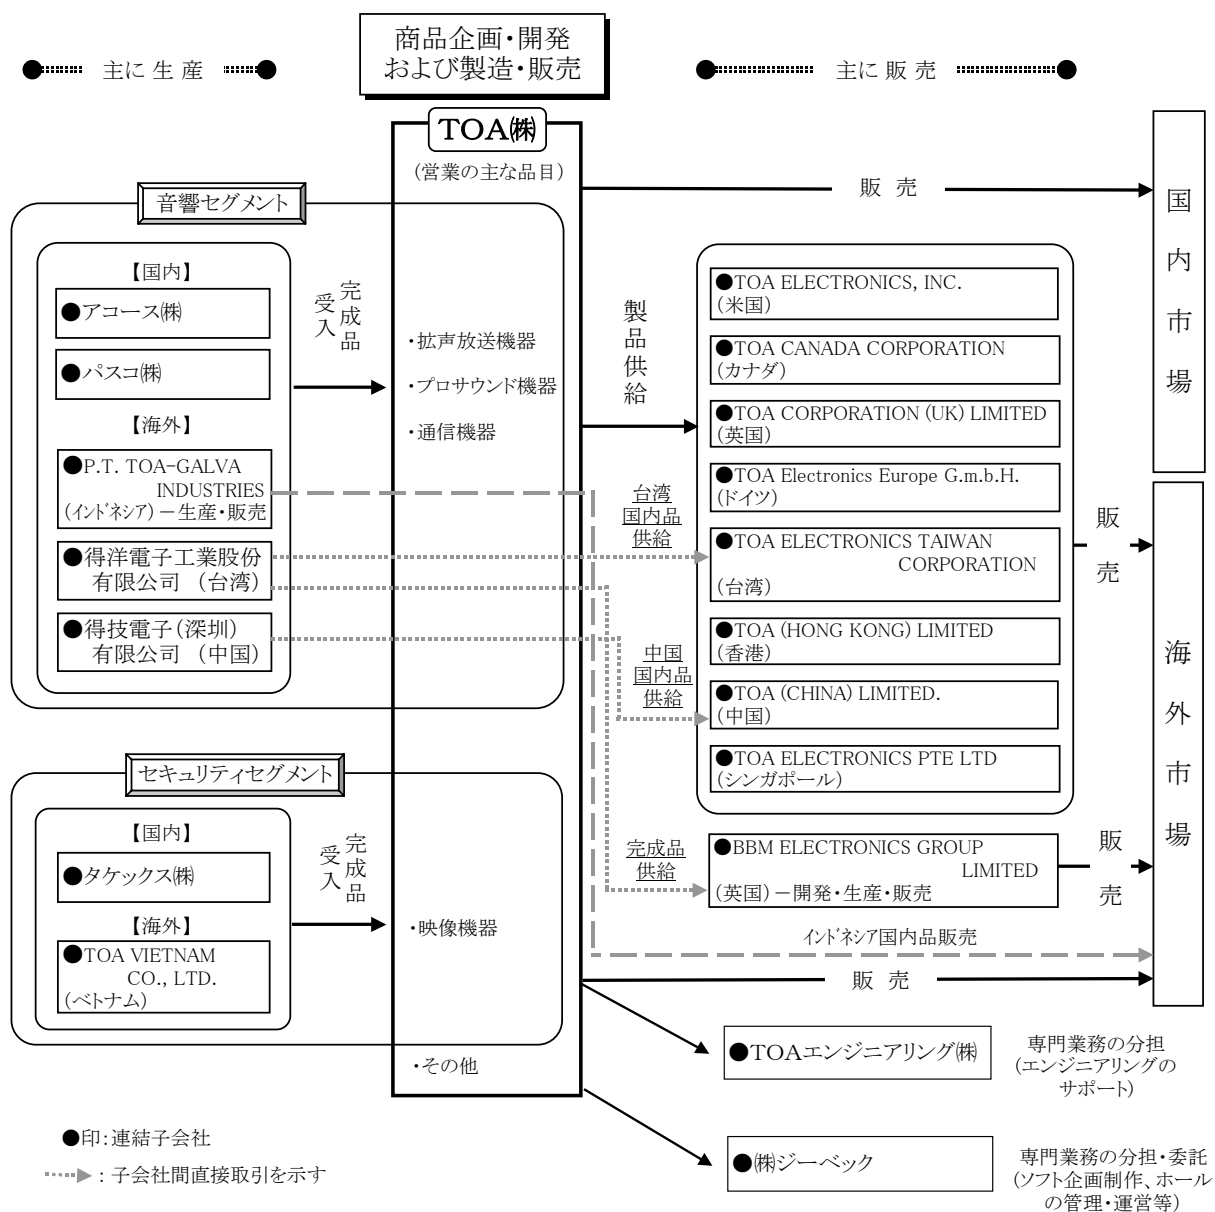 商品企画・開発
および製造・販売
●主に 生 産●
●主に 販 売●
TOA㈱
(営業の主な品目)
音響セグメント
【国内】
●アコース㈱
●パスコ㈱
【海外】
●P.T. TOA-GALVA
INDUSTRIES
(インドネシア)－生産・販売
●得洋電子工業股份
有限公司 (台湾)
●得技電子(深圳)
有限公司 (中国)
完成品
受入
・拡声放送機器
・プロサウンド機器
・通信機器
セキュリティセグメント
【国内】
●タケックス㈱
【海外】
●TOA VIETNAM
CO., LTD.
(ベトナム)
完成品
受入
・映像機器
・その他
販 売
製品供給
台湾
国内品
供給
中国
国内品
供給
完成品
供給
●TOA ELECTRONICS, INC.
(米国)
●TOA CANADA CORPORATION
(カナダ)
●TOA CORPORATION (UK) LIMITED
(英国)
●TOA Electronics Europe G.m.b.H.
(ドイツ)
●TOA ELECTRONICS TAIWAN
CORPORATION
(台湾)
●TOA (HONG KONG) LIMITED
(香港)
●TOA (CHINA) LIMITED.
(中国)
●TOA ELECTRONICS PTE LTD
(シンガポール)
●BBM ELECTRONICS GROUP
LIMITED
(英国)－開発・生産・販売
販売
販売
インドネシア国内品販売
販 売
国内市場
海外市場
●TOAエンジニアリング㈱
専門業務の分担
(エンジニアリングの
サポート)
●㈱ジーベック
専門業務の分担・委託
(ソフト企画制作、ホール
の管理・運営等)
●印：連結子会社
：子会社間直接取引を示す